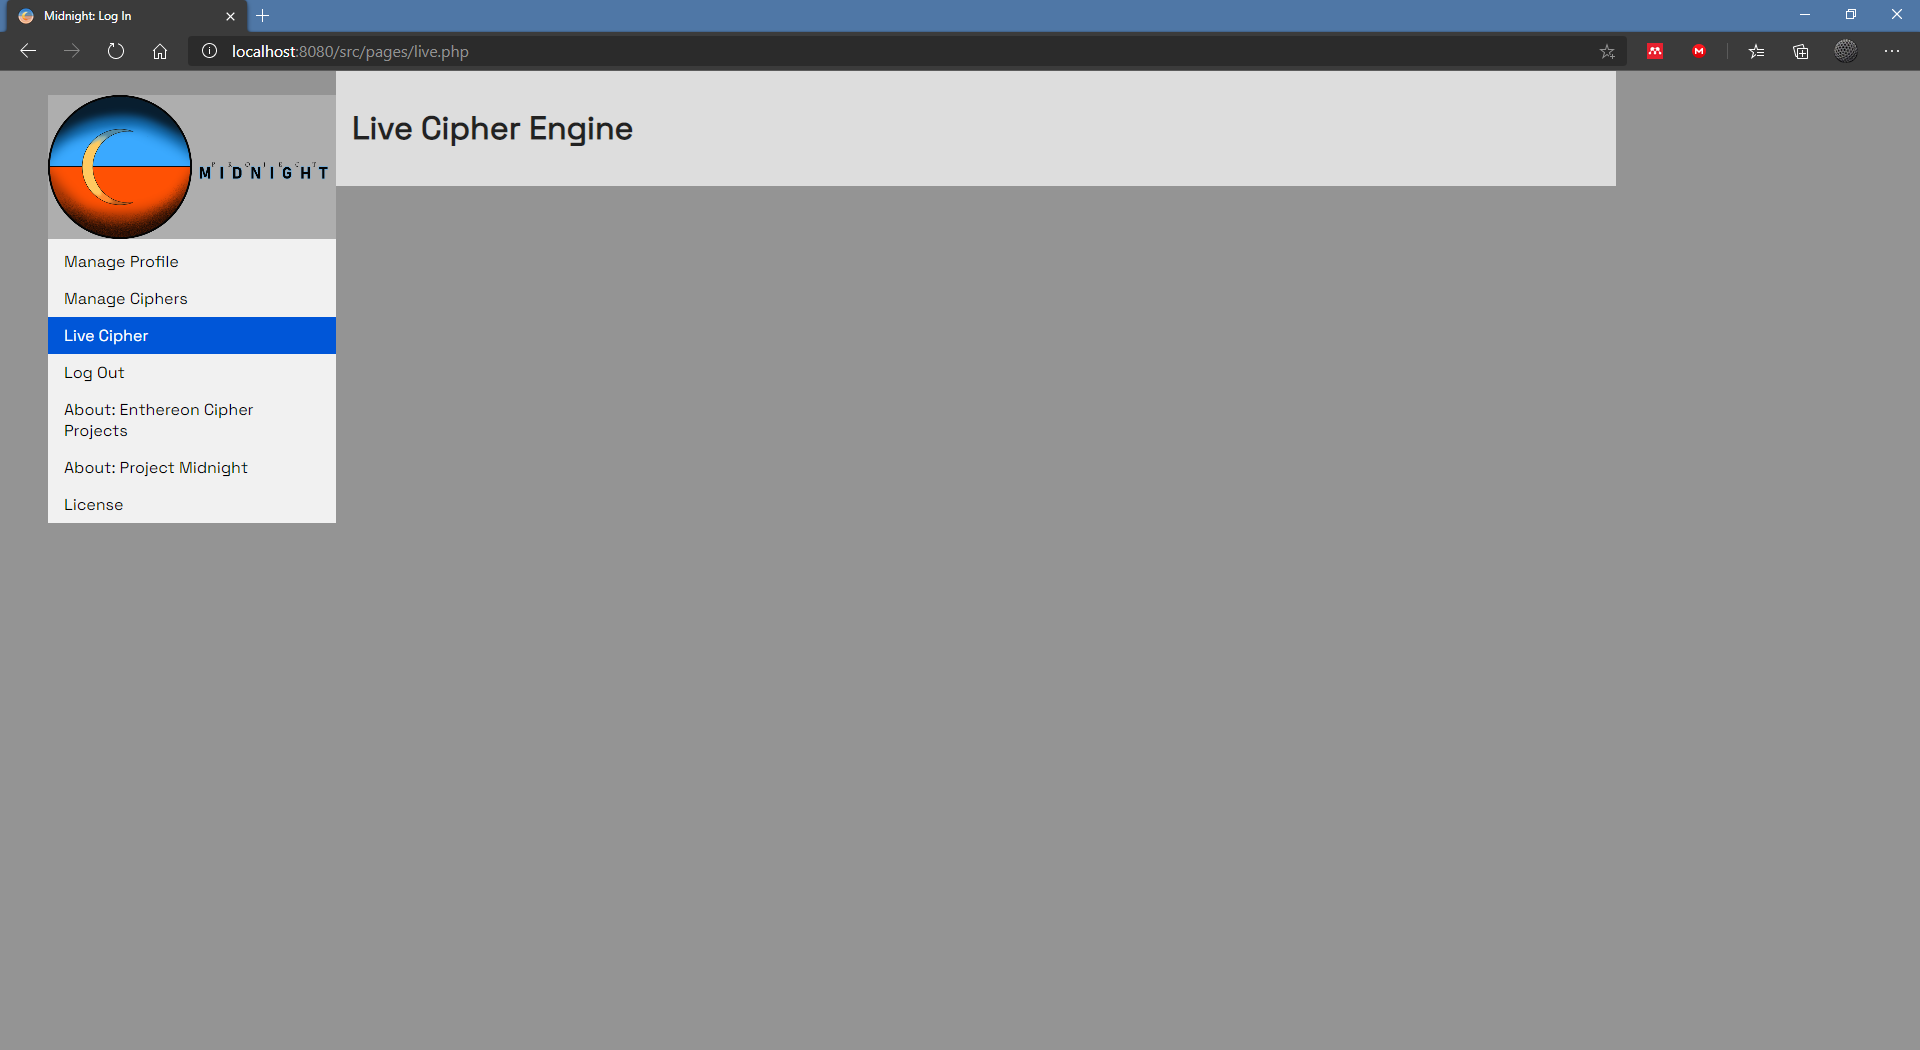 Midnight: Log In
localhost:8080/src/pages/live.php
Live Cipher Engine
PROJECT
MIDNIGHT
Manage Profile
Manage Ciphers
Live Cipher
Log Out
About: Enthereon Cipher
Projects
About: Project Midnight
License